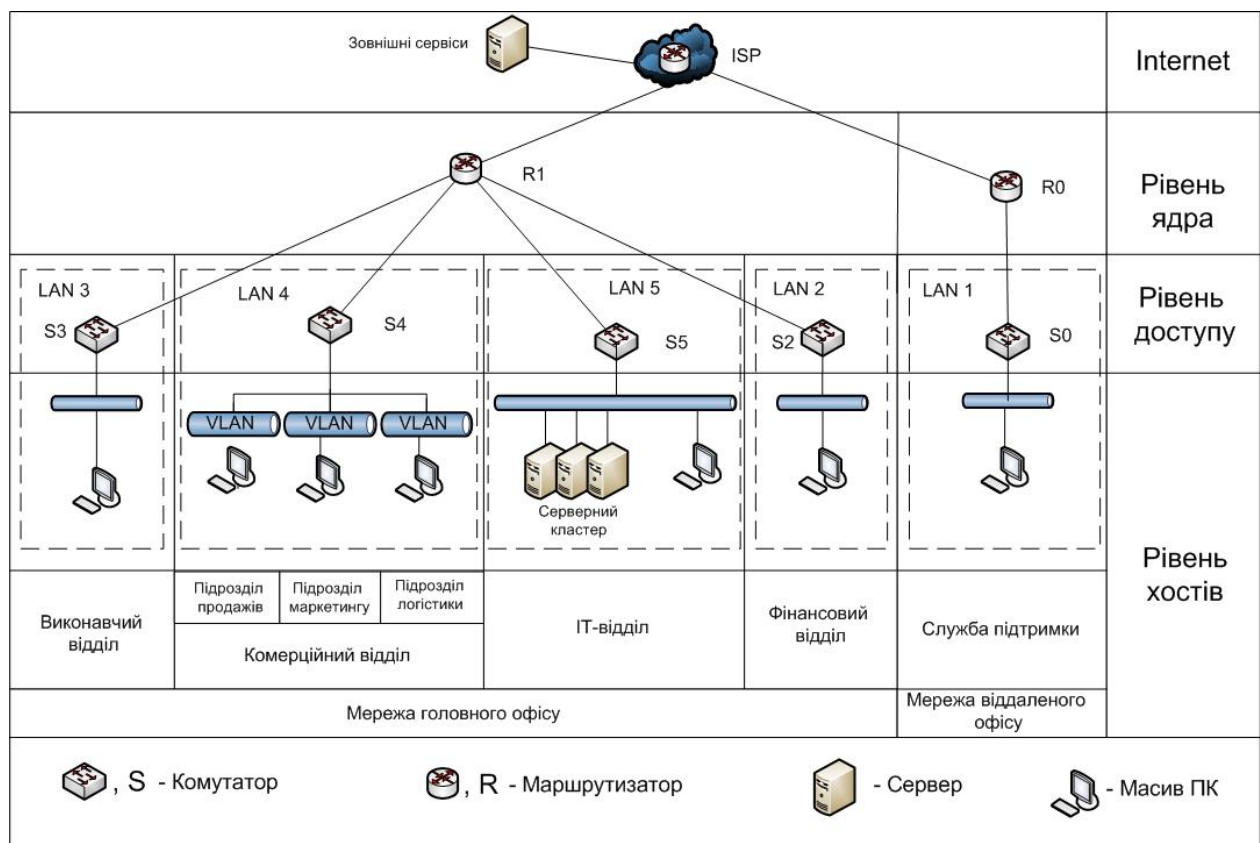 Зовнішні сервіси
ISP
Internet
R1
R0
Рівень
ядра
LAN 3
LAN 4
LAN 5
LAN 2
LAN 1
S3
S4
S5
S2
S0
Рівень
доступу
VLAN
VLAN
VLAN
Серверний
кластер
Рівень
хостів
Виконавчий
відділ
Підрозділ
продажів
Підрозділ
маркетингу
Підрозділ
логістики
Комерційний відділ
ІТ-відділ
Фінансовий
відділ
Служба підтримки
Мережа головного офісу
Мережа віддаленого
офісу
, S - Комутатор
, R - Маршрутизатор
- Сервер
- Масив ПК